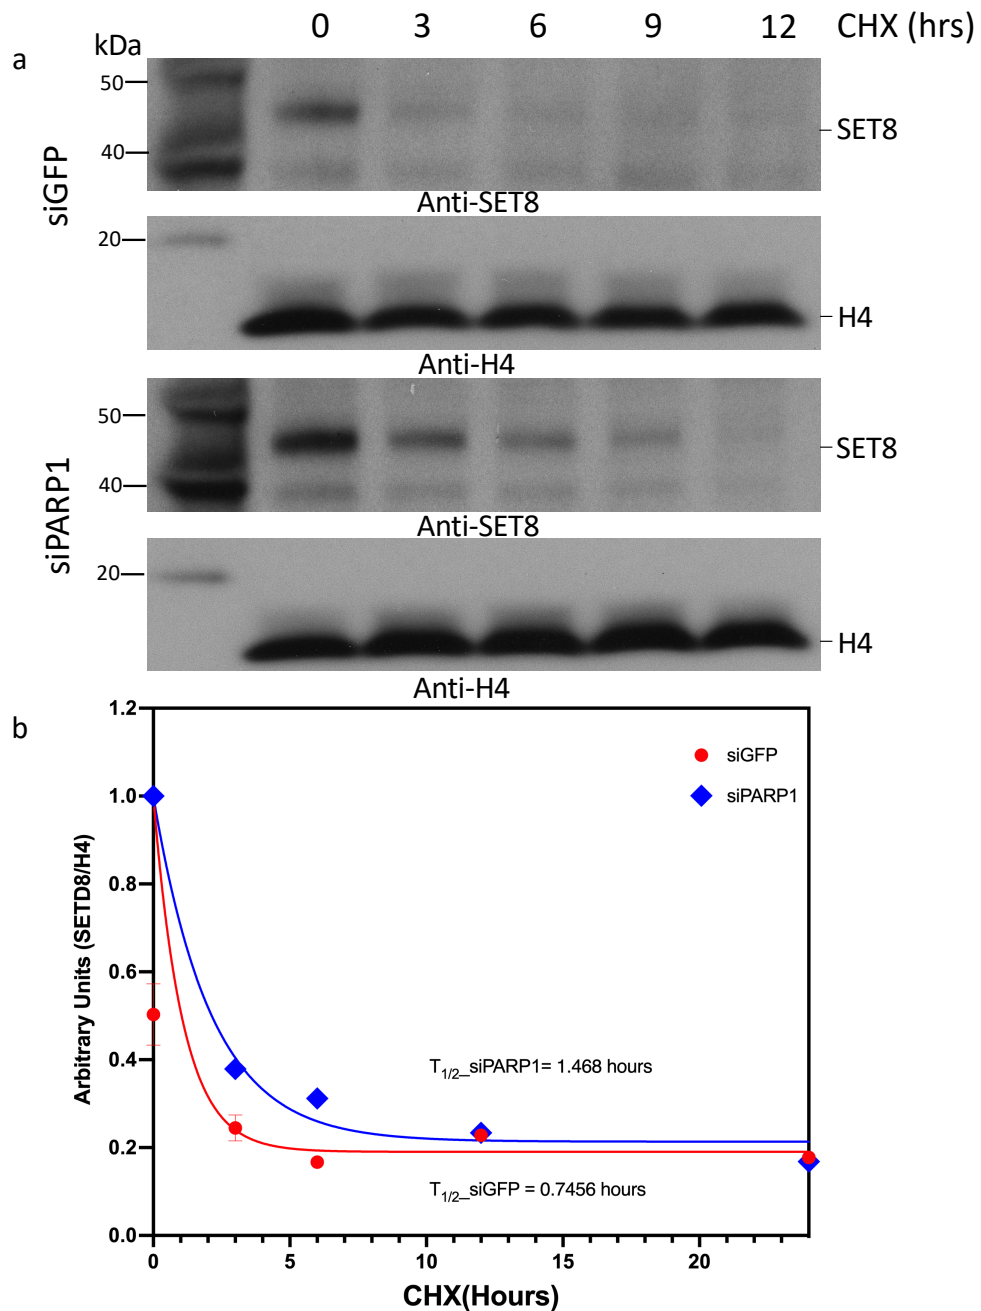 0 3 6 9 12 CHX (hrs)
kDa
a
50
SET8
40
siGFP
Anti-SET8
20
H4
Anti-H4
50
SET8
40
siPARP1
Anti-SET8
20
H4
Anti-H4
b
1.2
siGFP
1.0
siPARP1
0.8
0.6
0.4
0.2
0.0
Arbitrary Units (SETD8/H4)
T1/2_siPARP1= 1.468 hours
T1/2_siGFP = 0.7456 hours
0 5 10 15 20
CHX(Hours)